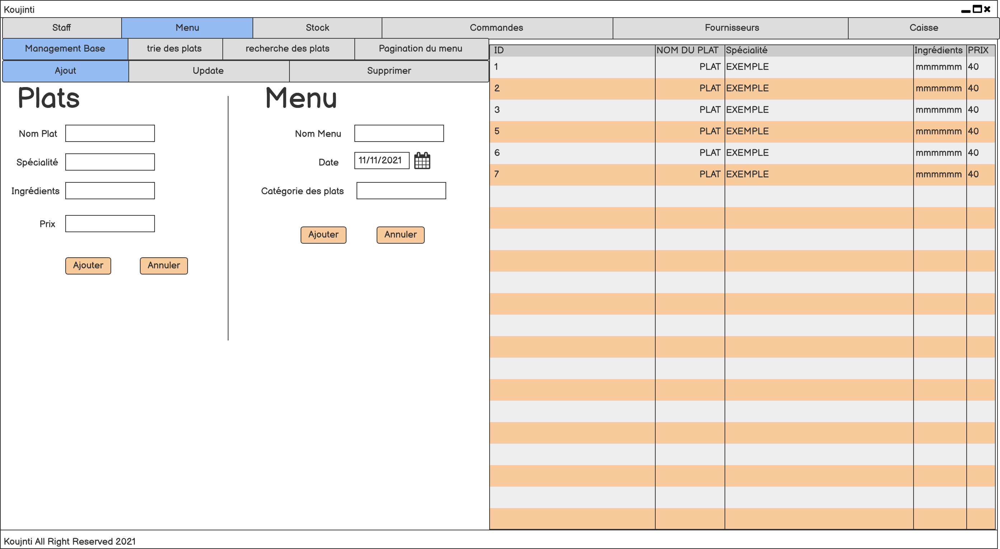 Koujinti
Staff Menu Stock Commandes Fournisseurs Caisse
Management Base trie des plats recherche des plats Pagination du menu
Ajout Update Supprimer
Plats
Nom Plat
Spécialité
Ingrédients
Prix
Ajouter Annuler
Menu
Nom Menu
Date 11/11/2021
Catégorie des plats
Ajouter Annuler
ID NOM DU PLAT Spécialité Ingrédients PRIX
1 PLAT EXEMPLE mmmmmm 40
2 PLAT EXEMPLE mmmmmm 40
3 PLAT EXEMPLE mmmmmm 40
5 PLAT EXEMPLE mmmmmm 40
6 PLAT EXEMPLE mmmmmm 40
7 PLAT EXEMPLE mmmmmm 40
Koujnti All Right Reserved 2021